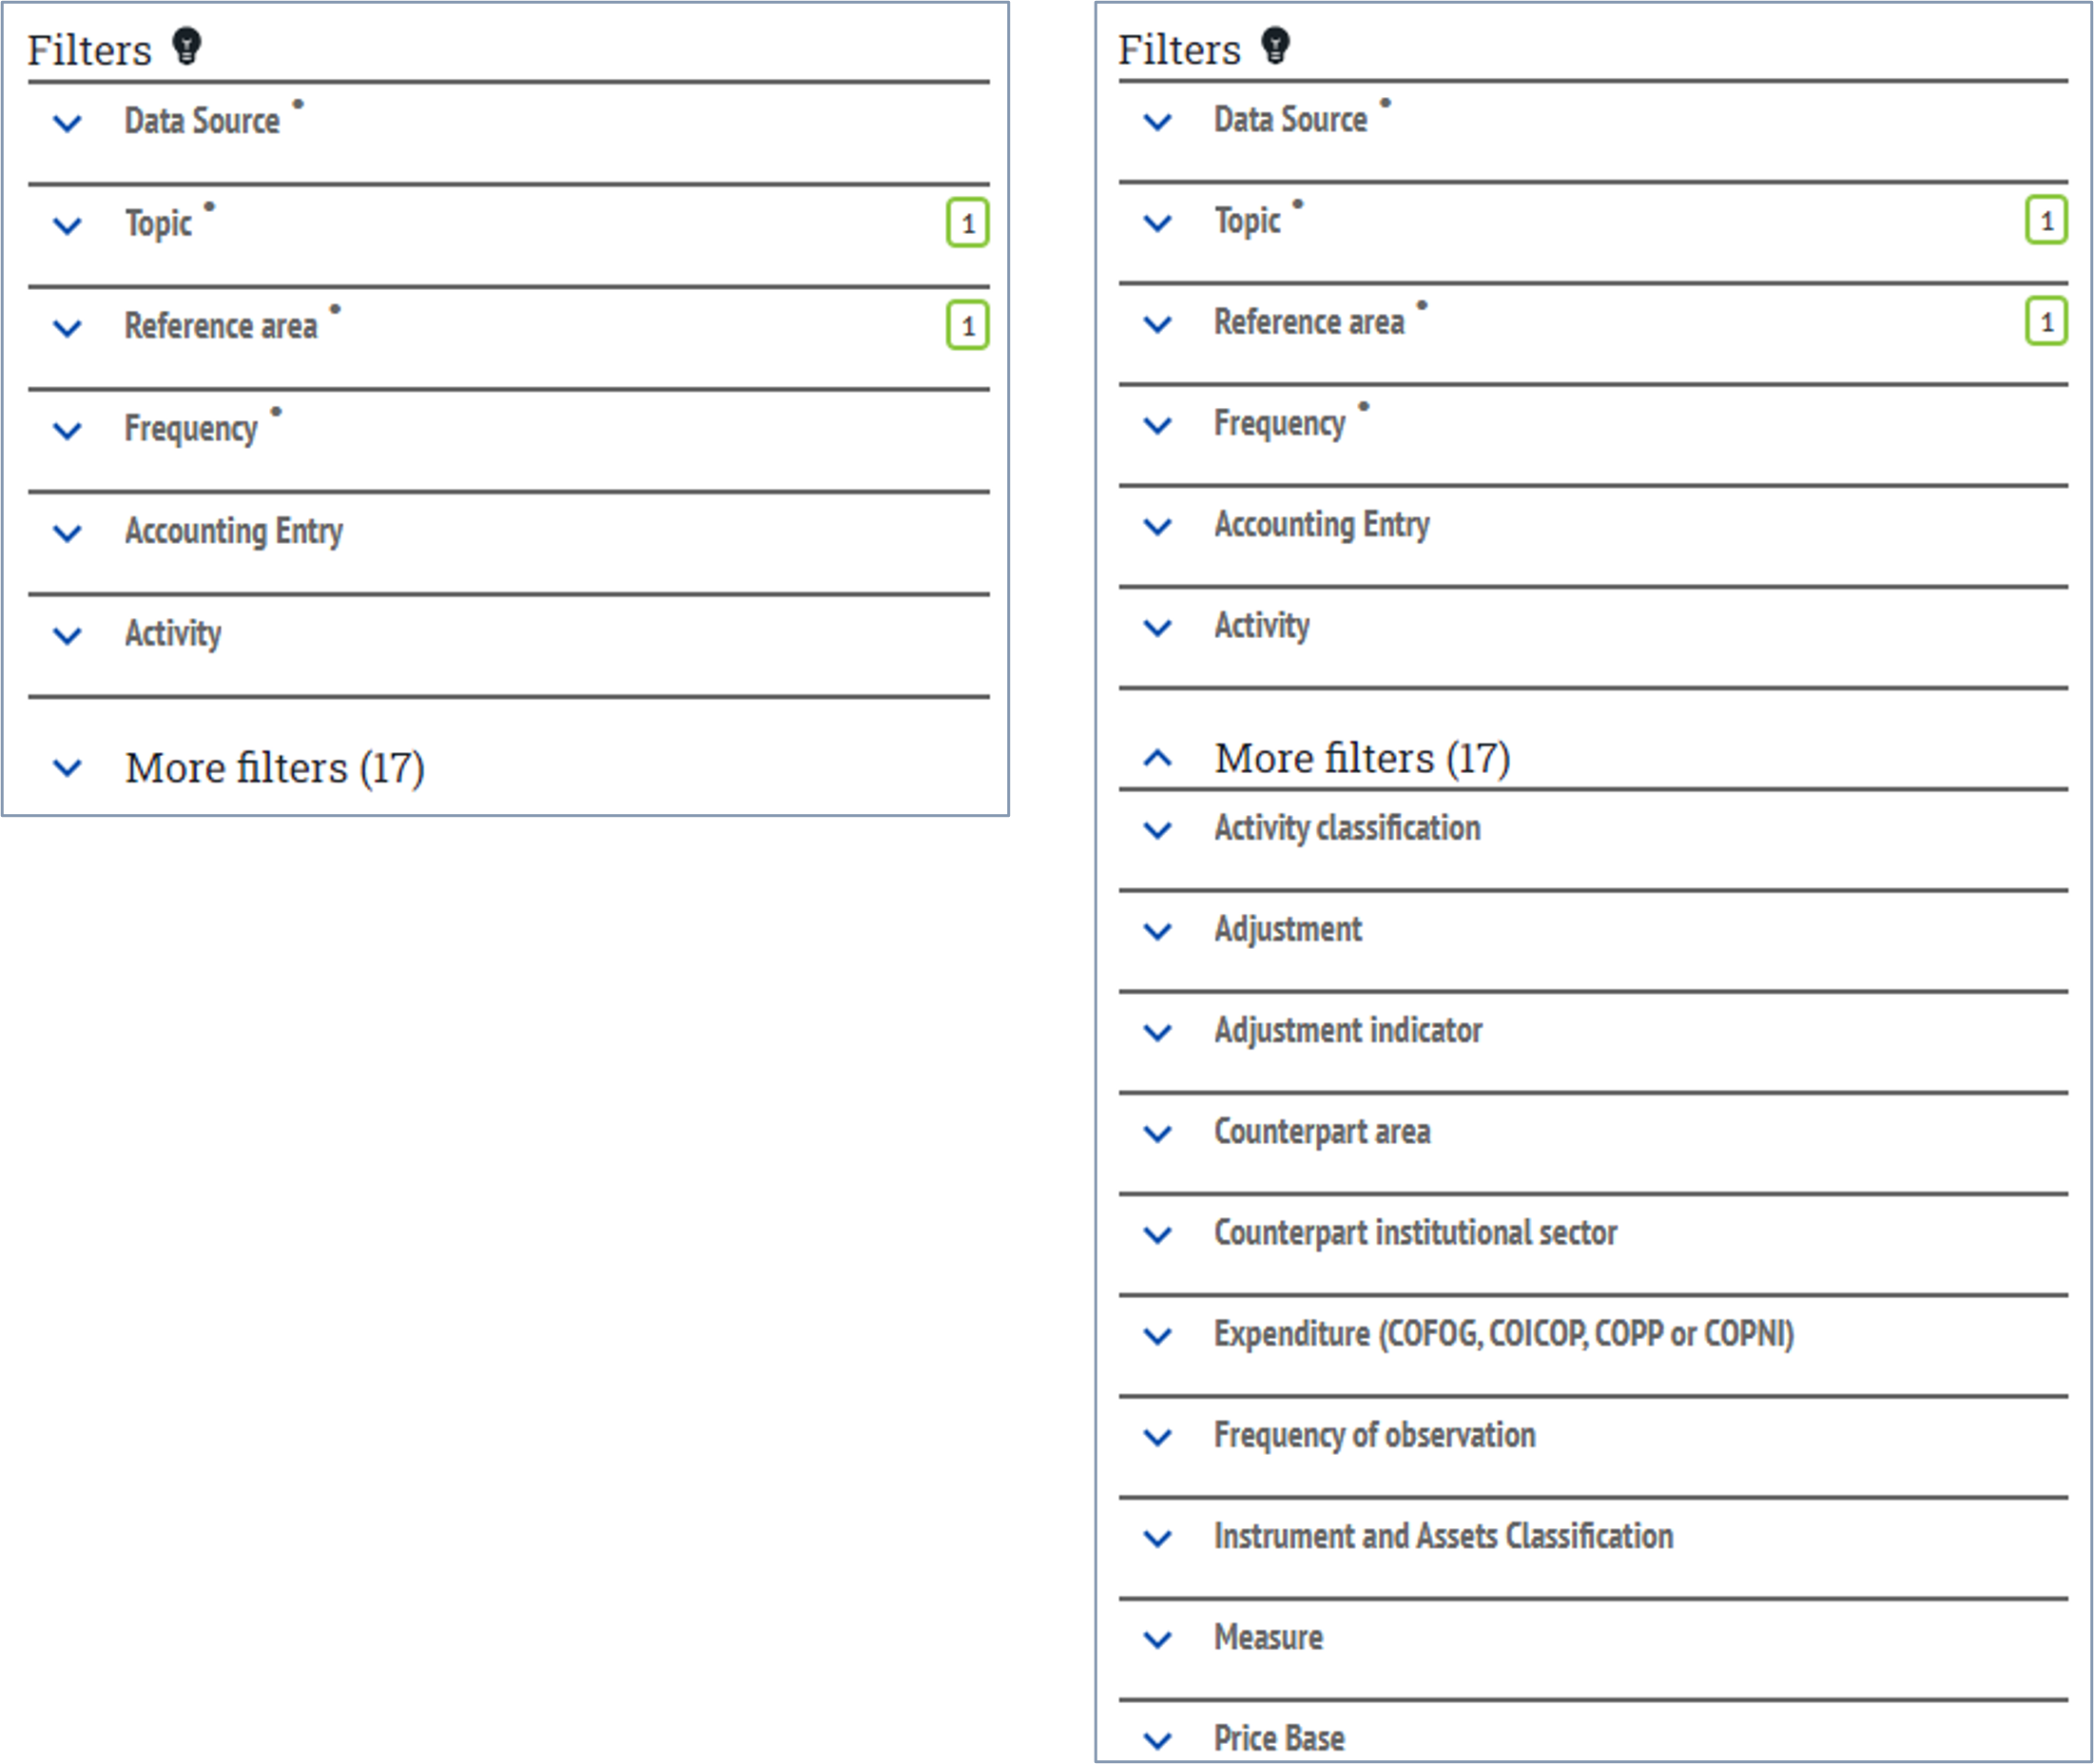 Filters
Data Source •
Topic • 1
Reference area • 1
Frequency •
Accounting Entry
Activity
More filters (17)
Filters
Data Source •
Topic • 1
Reference area • 1
Frequency •
Accounting Entry
Activity
More filters (17)
Activity classification
Adjustment
Adjustment indicator
Counterpart area
Counterpart institutional sector
Expenditure (COFOG, COICOP, COPP or COPNI)
Frequency of observation
Instrument and Assets Classification
Measure
Price Base